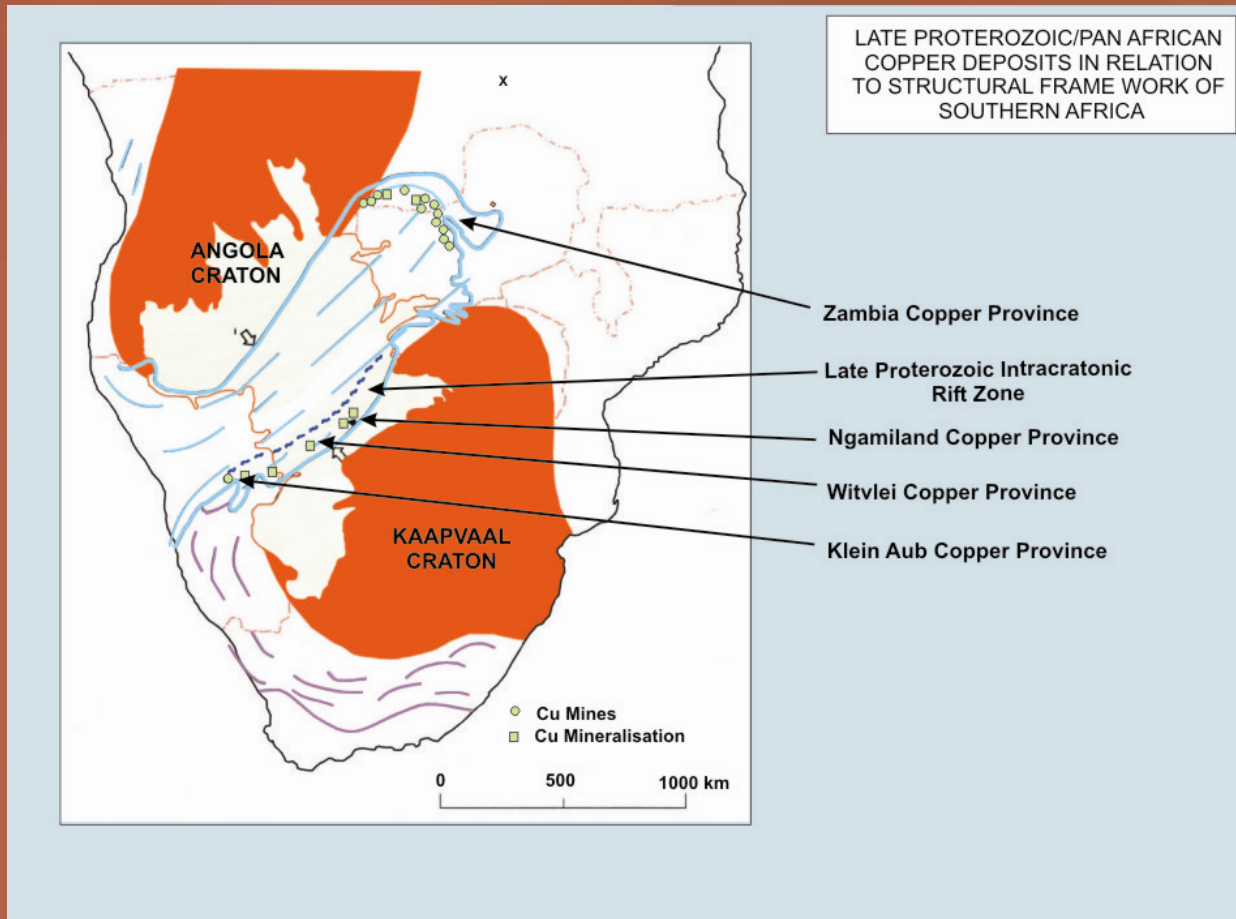 LATE PROTEROZOIC/PAN AFRICAN
COPPER DEPOSITS IN RELATION
TO STRUCTURAL FRAME WORK OF
SOUTHERN AFRICA
x
ANGOLA
CRATON
Zambia Copper Province
Late Proterozoic Intracratonic
Rift Zone
Ngamiland Copper Province
Witvlei Copper Province
Klein Aub Copper Province
KAAPVAAL
CRATON
Cu Mines
Cu Mineralisation
0 500 1000 km